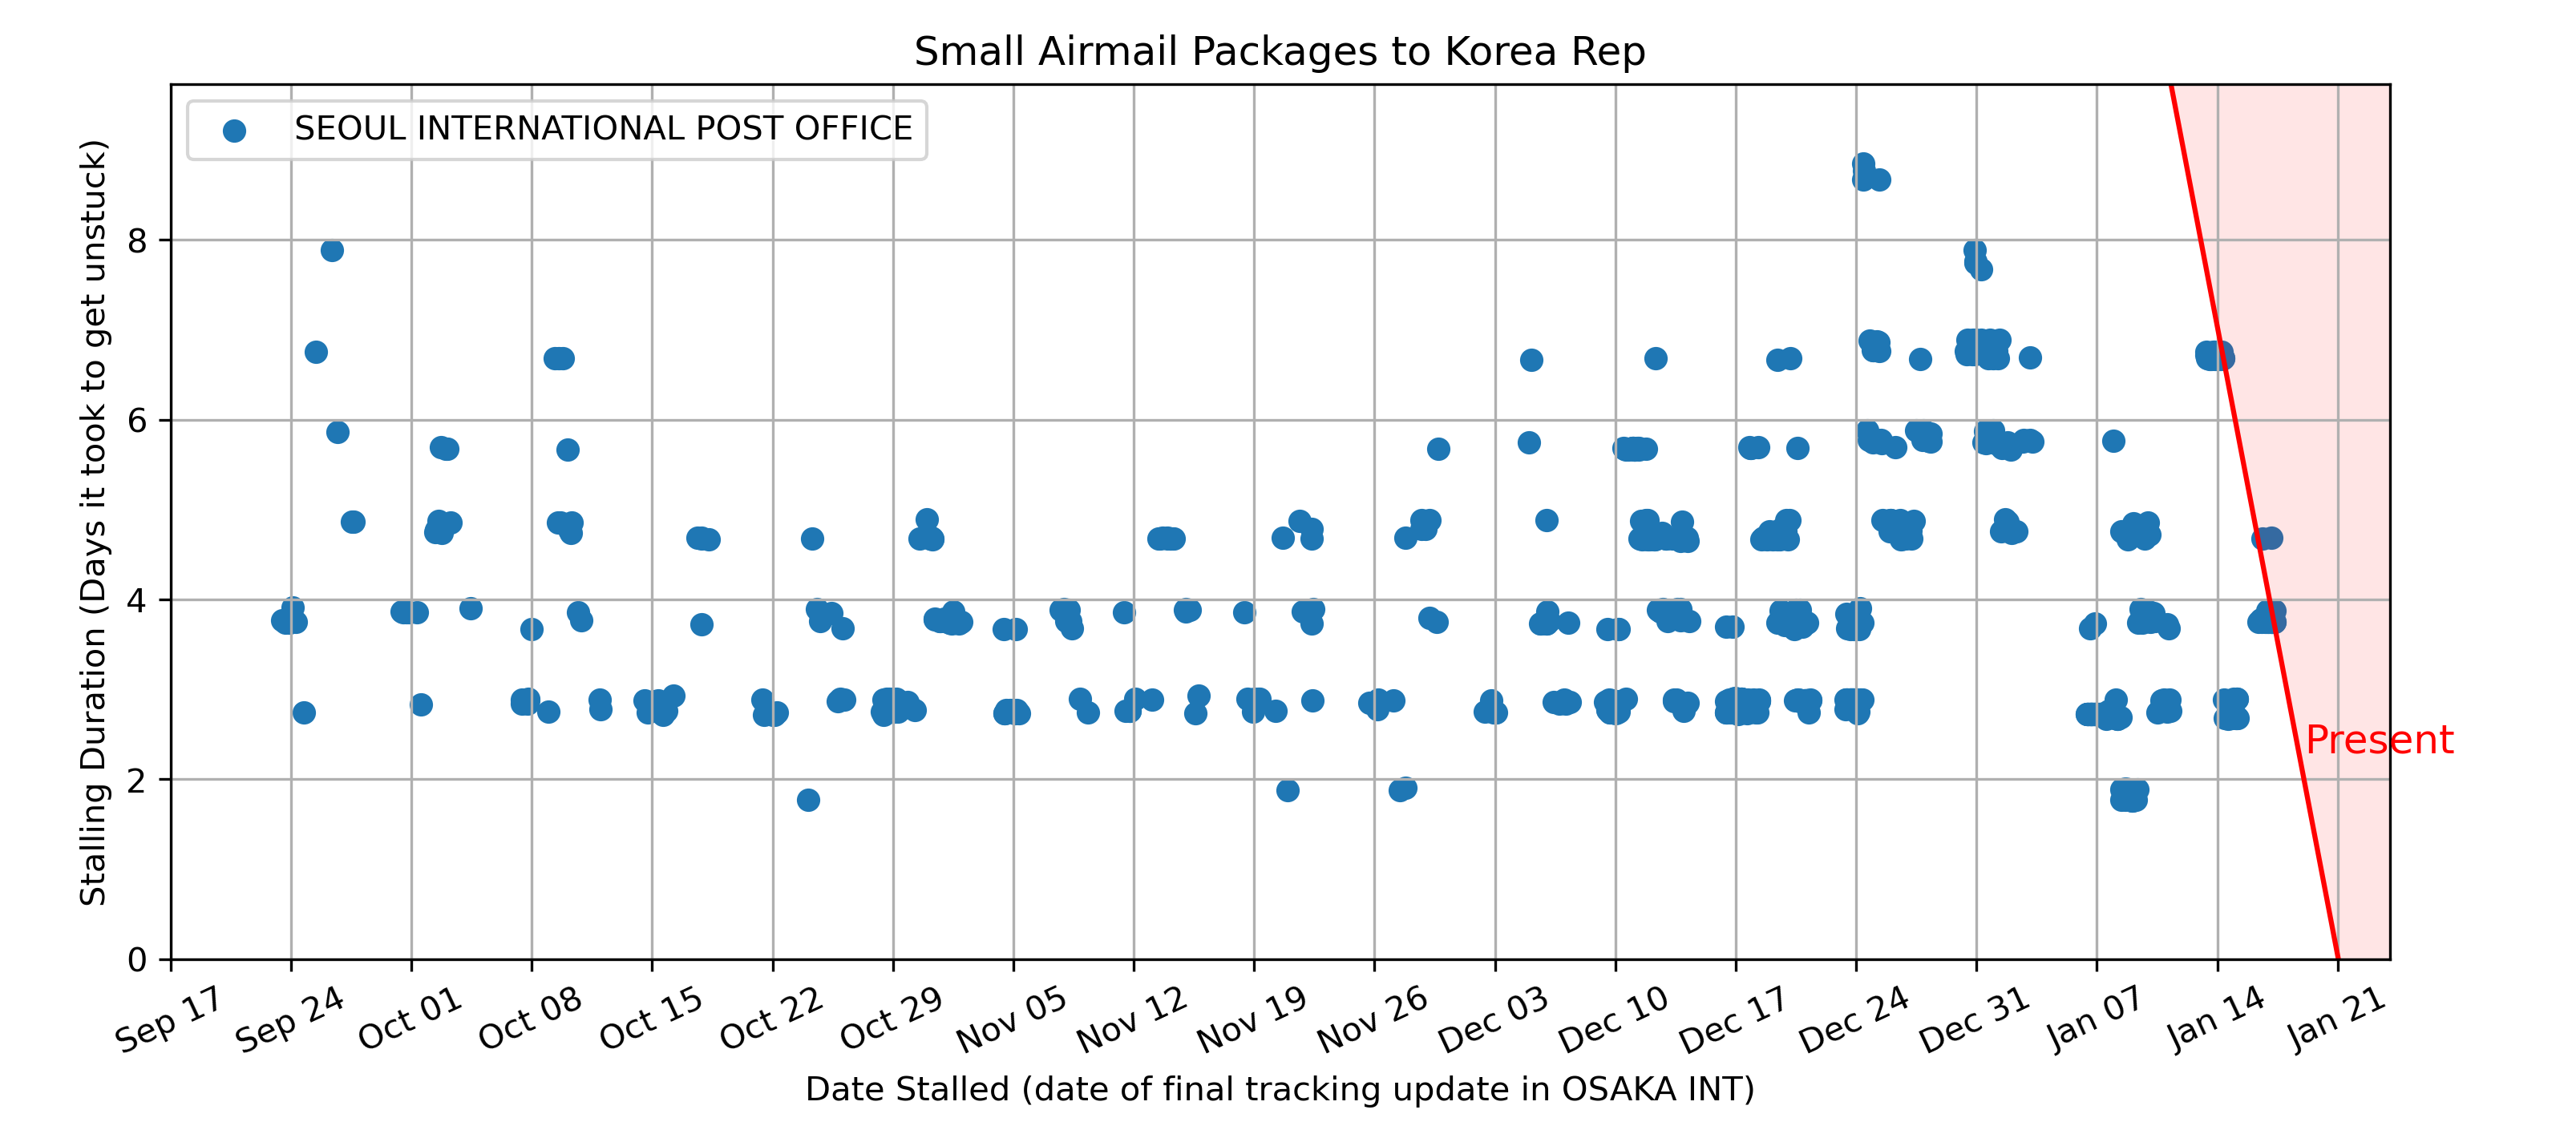 Small Airmail Packages to Korea Rep
SEOUL INTERNATIONAL POST OFFICE
Stalling Duration (Days it took to get unstuck)
8
6
4
2
0
Present
Sep 17
Sep 24
Oct 01
Oct 08
Oct 15
Oct 22
Oct 29
Nov 05
Nov 12
Nov 19
Nov 26
Dec 03
Dec 10
Dec 17
Dec 24
Dec 31
Jan 07
Jan 14
Jan 21
Date Stalled (date of final tracking update in OSAKA INT)